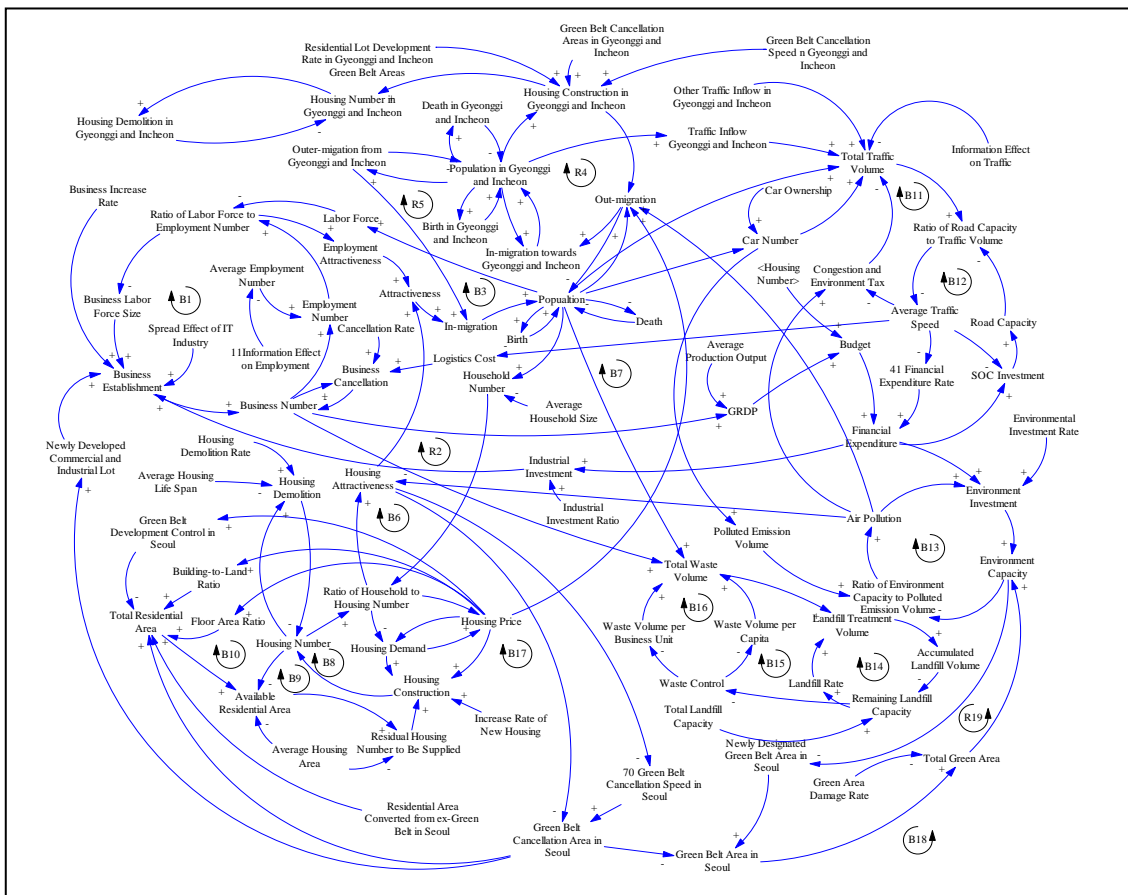 Residential Lot Development
Rate in Gyeonggi and Incheon
Green Belt Areas
Green Belt Cancellation
Areas in Gyeonggi and
Incheon
Green Belt Cancellation
Speed n Gyeonggi and
Incheon
Housing Construction in
Gyeonggi and Incheon
Other Traffic Inflow in
Gyeonggi and Incheon
Housing Number in
Gyeonggi and Incheon
Housing Demolition in
Gyeonggi and Incheon
Death in Gyeonggi
and Incheon
Traffic Inflow
Gyeonggi and Incheon
Outer-migration from
Gyeonggi and Incheon
Information Effect
on Traffic
Total Traffic
Volume
Population in Gyeonggi
and Incheon
R4
R5
B11
Business Increase
Rate
Car Ownership
Out-migration
Ratio of Labor Force to
Employment Number
Labor Force
Birth in Gyeonggi
and Incheon
Employment
Attractiveness
In-migration towards
Gyeonggi and Incheon
Car Number
Ratio of Road Capacity
to Traffic Volume
Average Employment
Number
<Housing
Number>
Congestion and
Environment Tax
B12
B1
Business Labor
Force Size
Employment
Number
Attractiveness
B3
Popualtion
In-migration
Death
Birth
Average Traffic
Speed
Road Capacity
Spread Effect of IT
Industry
Cancellation Rate
11Information Effect
on Employment
Logistics Cost
Average
Production Output
Budget
Business
Establishment
Business
Cancellation
Household
Number
B7
41 Financial
Expenditure Rate
SOC Investment
Business Number
Average
Household Size
GRDP
Newly Developed
Commercial and
Industrial Lot
Housing
Demolition Rate
R2
Financial
Expenditure
Environmental
Investment Rate
Average Housing
Life Span
Housing
Demolition
Housing
Attractiveness
Industrial
Investment
Environment
Investment
Industrial
Investment Ratio
B6
Air Pollution
Green Belt
Development Control in
Seoul
Polluted Emission
Volume
B13
Total Waste
Volume
Environment
Capacity
Building-to-Land
Ratio
Ratio of Household to
Housing Number
Ratio of Environment
Capacity to Polluted
Emission Volume
Total Residential
Area
Floor Area Ratio
Housing Price
B16
Waste Volume per
Business Unit
Waste Volume per
Capita
Landfill Treatment
Volume
Housing Number
Housing Demand
B10
B8
B17
B9
B15
B14
Accumulated
Landfill Volume
Available
Residential Area
Housing
Construction
Waste Control
Landfill Rate
Remaining Landfill
Capacity
Total Landfill
Capacity
Increase Rate of
New Housing
R19
Residual Housing
Number to Be Supplied
Average Housing
Area
Newly Designated
Green Belt Area in
Seoul
Total Green Area
70 Green Belt
Cancellation Speed in
Seoul
Green Area
Damage Rate
Residential Area
Converted from ex-Green
Belt in Seoul
Green Belt
Cancellation Area in
Seoul
Green Belt Area in
Seoul
B18